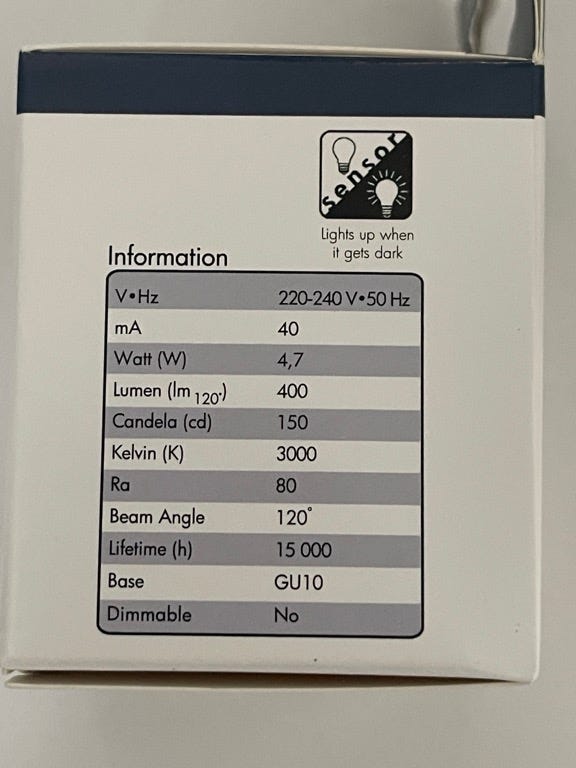 sensor
Lights up when
it gets dark
Information
V•Hz 220-240 V•50 Hz
mA 40
Watt (W) 4,7
Lumen (lm 120°) 400
Candela (cd) 150
Kelvin (K) 3000
Ra 80
Beam Angle 120°
Lifetime (h) 15 000
Base GU10
Dimmable No